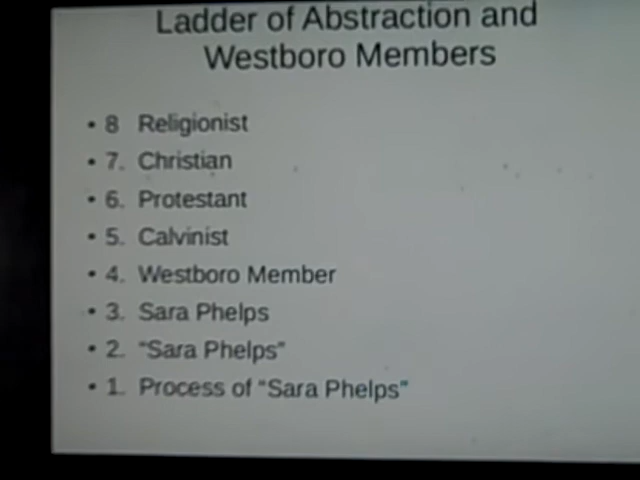 Ladder of Abstraction and
Westboro Members
• 8 Religionist
• 7. Christian
• 6. Protestant
• 5. Calvinist
• 4. Westboro Member
• 3. Sara Phelps
• 2. "Sara Phelps"
• 1. Process of "Sara Phelps"